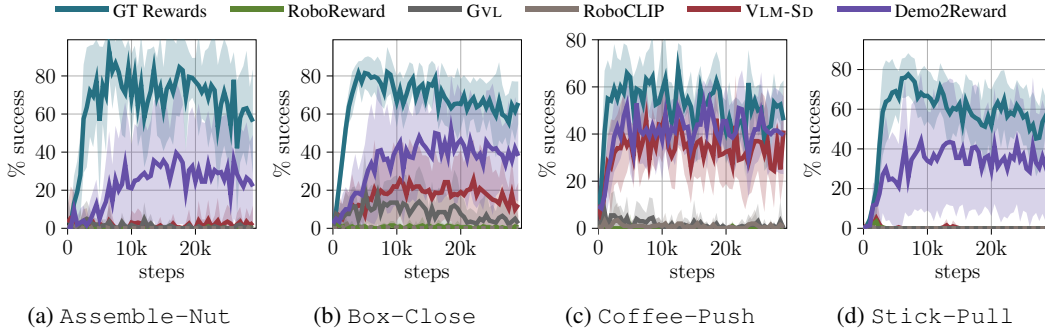 GT Rewards RoboReward GVL RoboCLIP VLM-SD Demo2Reward
% success
80
60
40
20
0
0 10k 20k
steps
(a) Assemble-Nut
% success
80
60
40
20
0
0 10k 20k
steps
(b) Box-Close
% success
80
60
40
20
0
0 10k 20k
steps
(c) Coffee-Push
% success
80
60
40
20
0
0 10k 20k
steps
(d) Stick-Pull